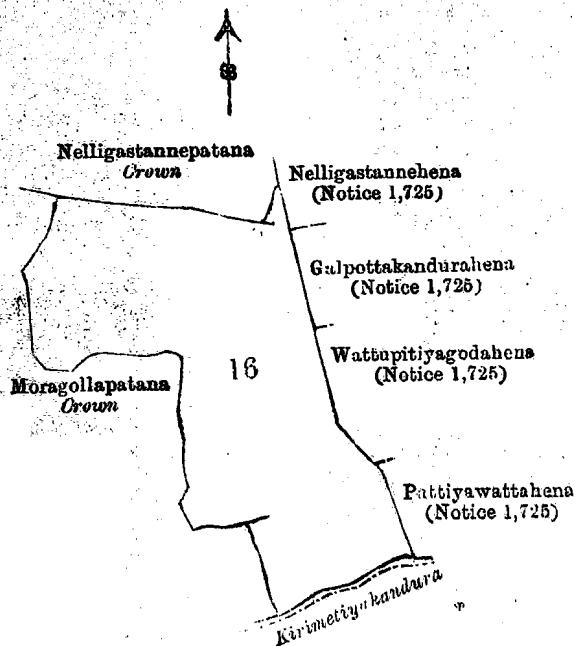 Nelligastannepatana
Crown
Nelligastannehena
(Notice 1,725)
Galpottakandurahena
(Notice 1,725)
Wattupitiyagodahena
(Notice 1,725)
16
Moragollapatana
Crown
Pattiyawattahena
(Notice 1,725)
Kirimetiyakandura